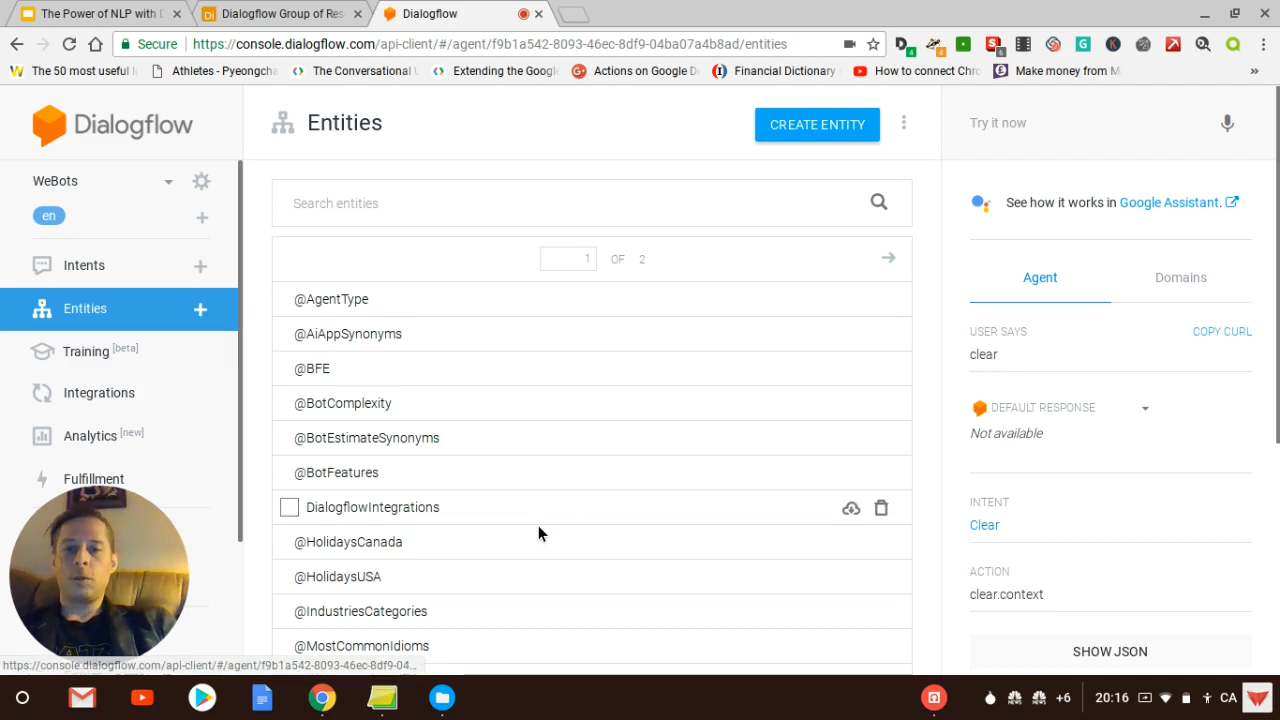 The Power of NLP with D
Dialogflow Group of Res
Dialogflow
Secure
https://console.dialogflow.com/api-client/#/agent/f9b1a542-8093-46ec-8df9-04ba07a4b8ad/entities
The 50 most useful I
Athletes - Pyeongcha
The Conversational
Extending the Google
Actions on Google D
Financial Dictionary
How to connect Chro
Make money from M
Dialogflow
Entities
CREATE ENTITY
Try it now
WeBots
en
Search entities
See how it works in Google Assistant.
Intents
1 OF 2
Agent
Domains
Entities
@AgentType
Training [beta]
@AiAppSynonyms
USER SAYS
COPY CURL
clear
@BFE
Integrations
@BotComplexity
DEFAULT RESPONSE
Not available
Analytics [new]
@BotEstimateSynonyms
Fulfillment
@BotFeatures
DialogflowIntegrations
INTENT
Clear
@HolidaysCanada
@HolidaysUSA
ACTION
clear.context
@IndustriesCategories
@MostCommonIdioms
SHOW JSON
https://console.dialogflow.com/api-client/#/agent/f9b1a542-8093-46ec-8df9-04...
+6
20:16
CA